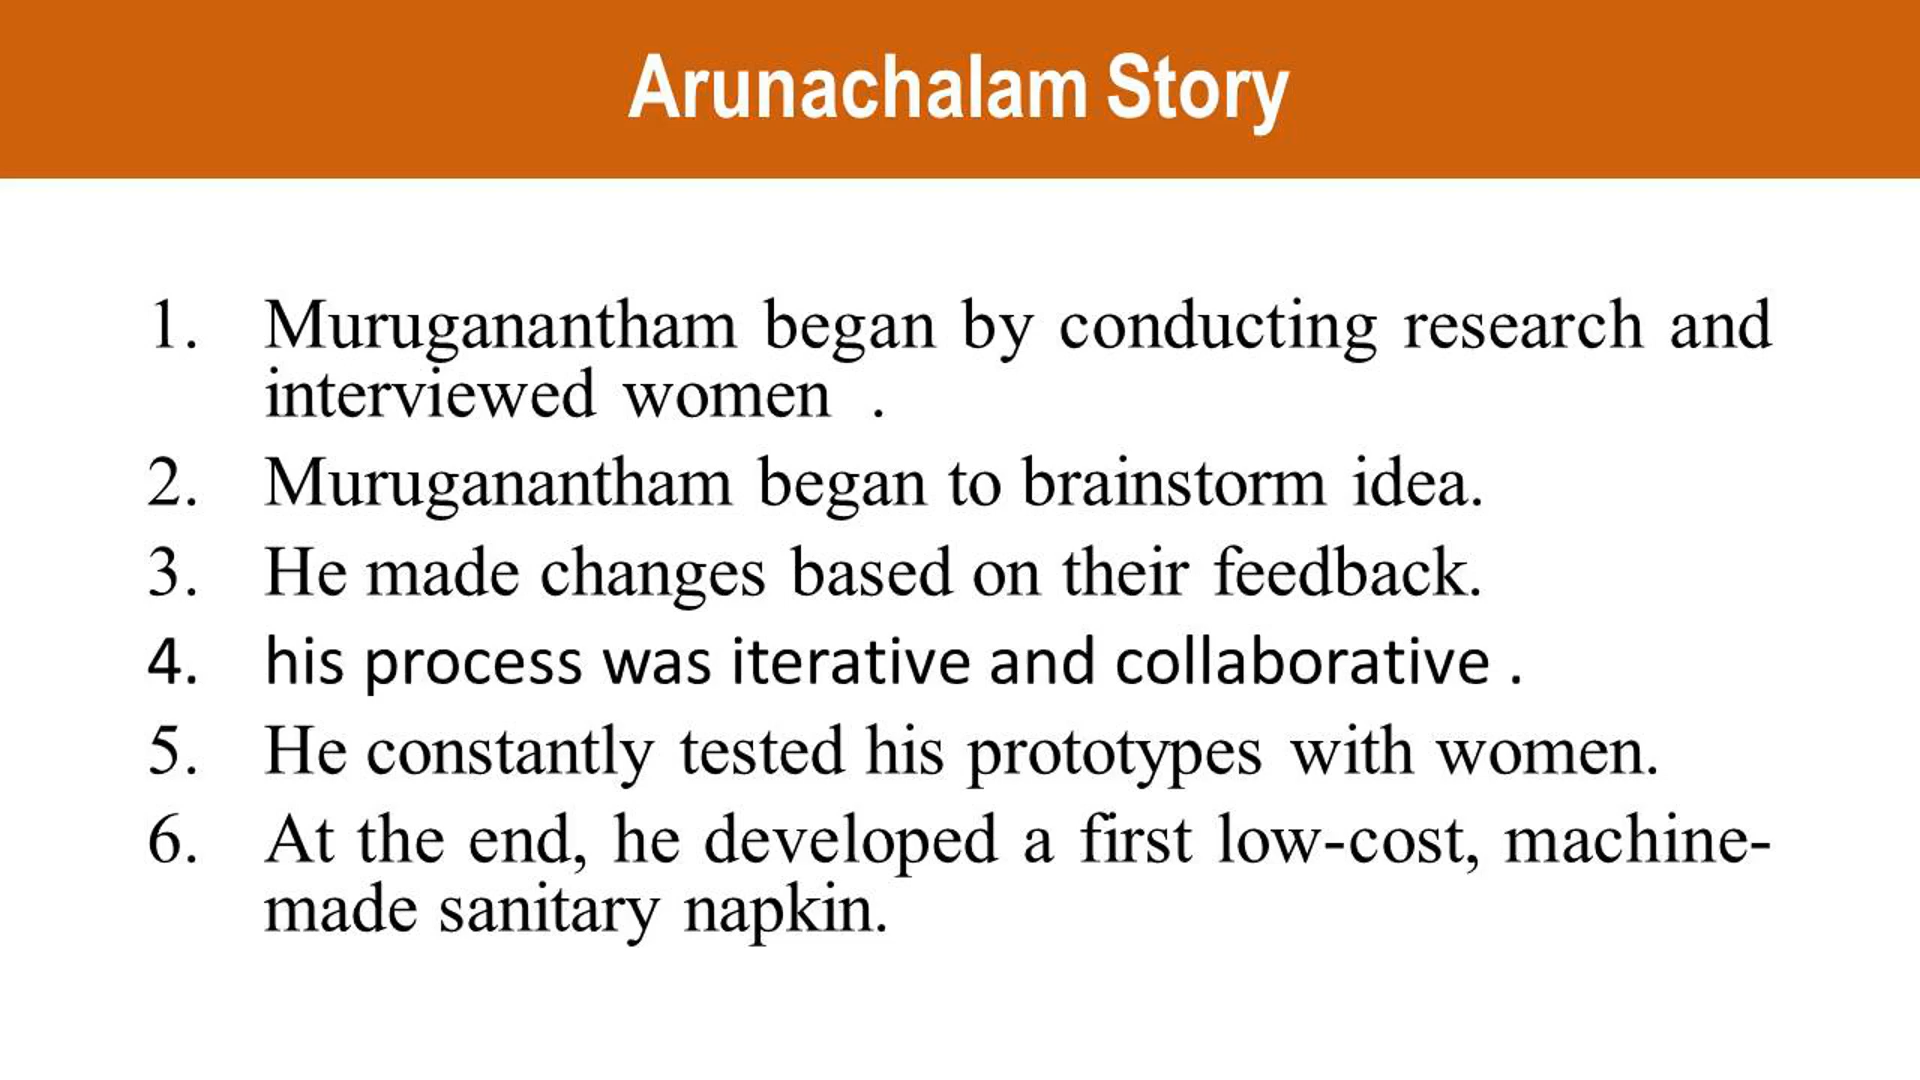 Arunachalam Story
1. Muruganantham began by conducting research and
interviewed women .
2. Muruganantham began to brainstorm idea.
3. He made changes based on their feedback.
4. his process was iterative and collaborative .
5. He constantly tested his prototypes with women.
6. At the end, he developed a first low-cost, machine-
made sanitary napkin.